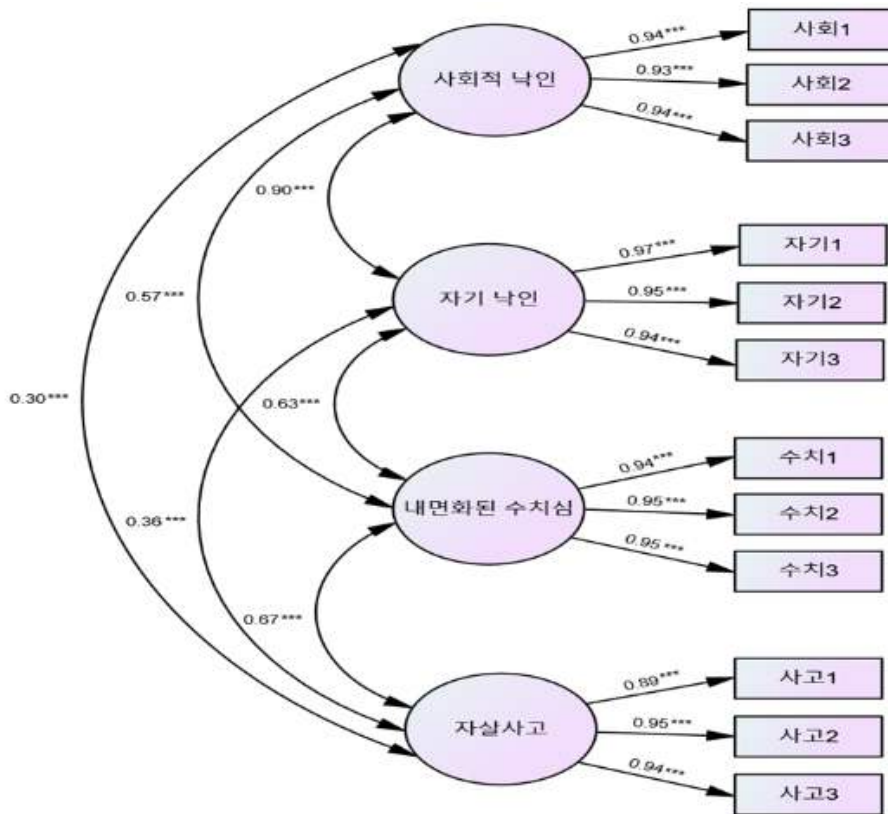 사회적 낙인
0.94***
사회1
0.93***
사회2
0.94***
사회3
0.90***
자기 낙인
0.97***
자기1
0.95***
자기2
0.94***
자기3
0.57***
0.30***
0.63***
내면화된 수치심
0.94***
수치1
0.95***
수치2
0.95***
수치3
0.36***
0.67***
자살사고
0.89***
사고1
0.95***
사고2
0.94***
사고3